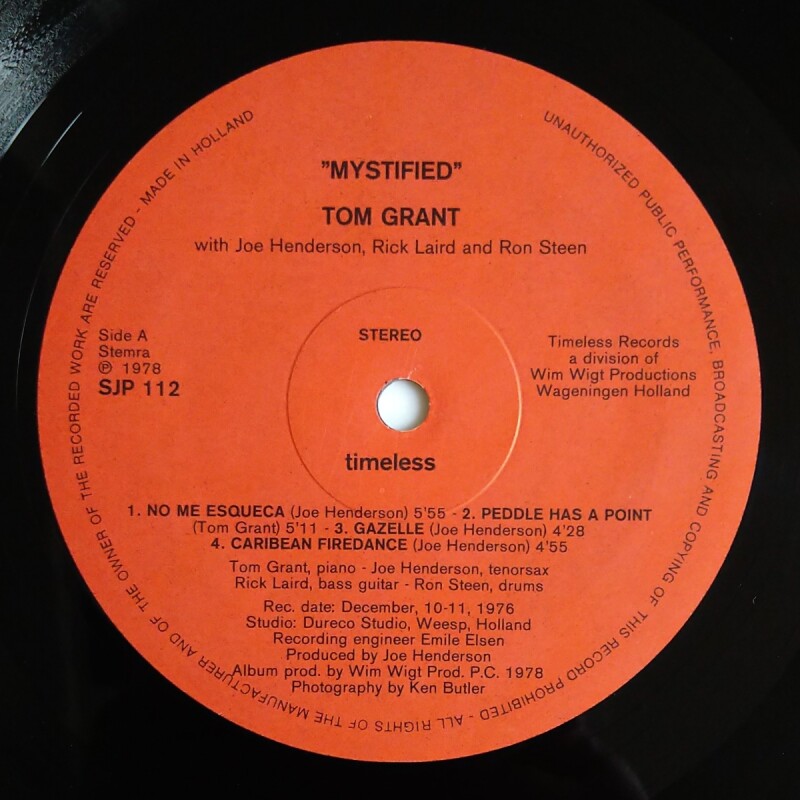 "MYSTIFIED"
TOM GRANT
with Joe Henderson, Rick Laird and Ron Steen
STEREO
Side A
Stemra
℗ 1978
SJP 112
Timeless Records
a division of
Wim Wigt Productions
Wageningen Holland
timeless
1. NO ME ESQUECA (Joe Henderson) 5'55 - 2. PEDDLE HAS A POINT
(Tom Grant) 5'11 - 3. GAZELLE (Joe Henderson) 4'28
4. CARIBEAN FIREDANCE (Joe Henderson) 4'55
Tom Grant, piano - Joe Henderson, tenorsax
Rick Laird, bass guitar - Ron Steen, drums
Rec. date: December, 10-11, 1976
Studio: Dureco Studio, Weesp, Holland
Recording engineer Emile Elsen
Produced by Joe Henderson
Album prod. by Wim Wigt Prod. P.C. 1978
Photography by Ken Butler
UNAUTHORIZED PUBLIC PERFORMANCE, BROADCASTING AND COPYING OF THIS RECORD PROHIBITED - ALL RIGHTS OF THE MANUFACTURER AND OF THE OWNER OF THE RECORDED WORK ARE RESERVED - MADE IN HOLLAND